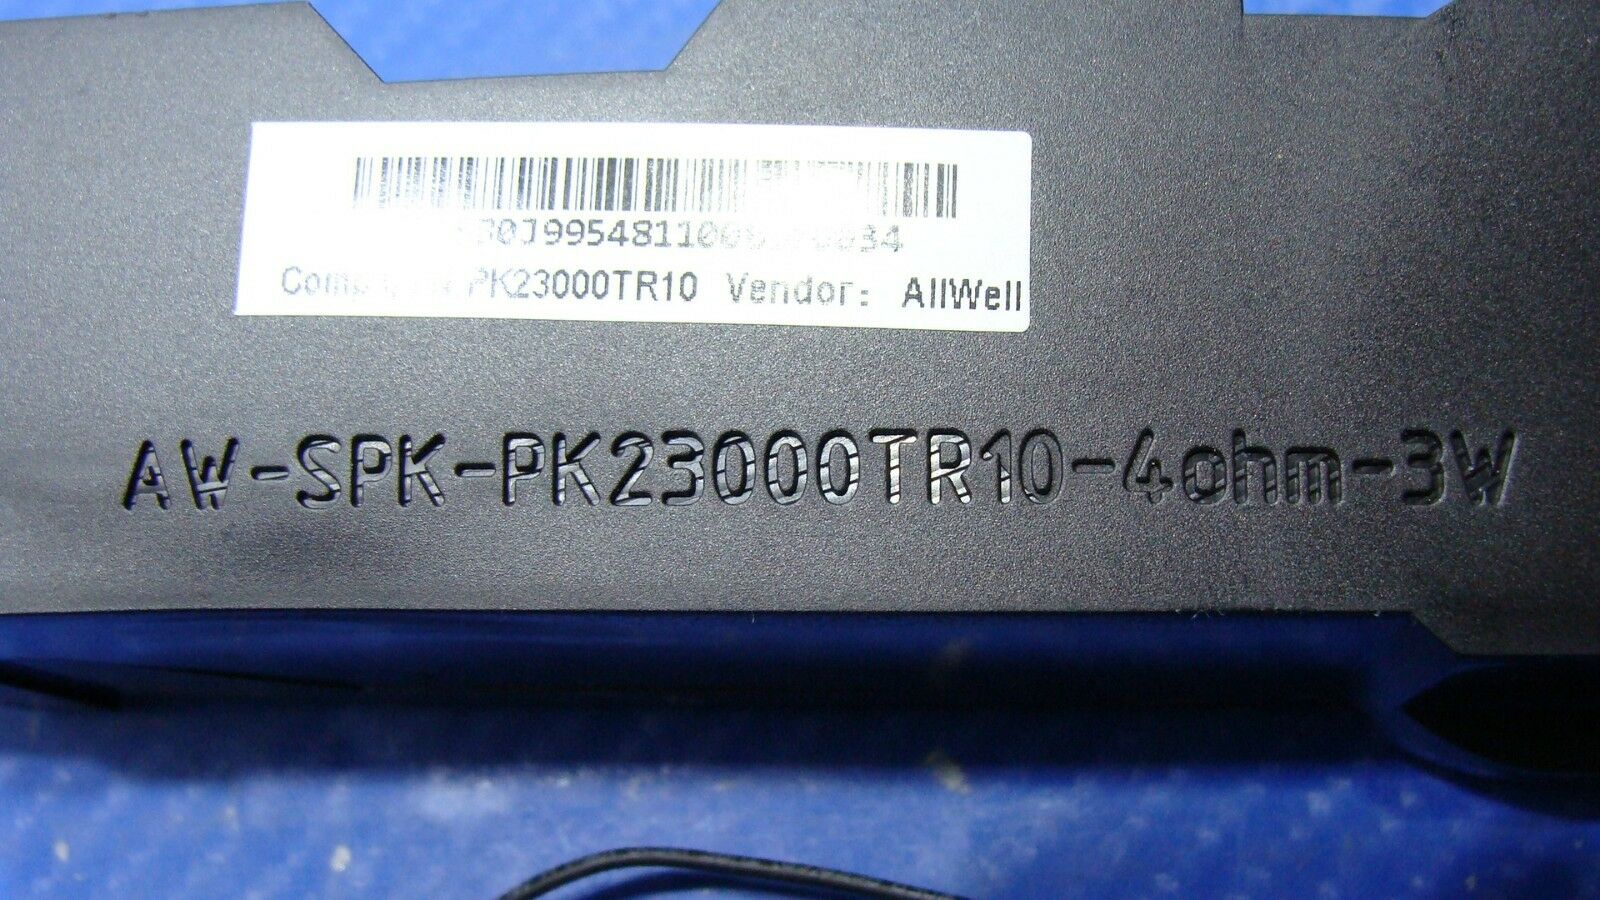 PK23000TR10 Vendor: AllWell
AW-SPK-PK23000TR10-4ohm-3W